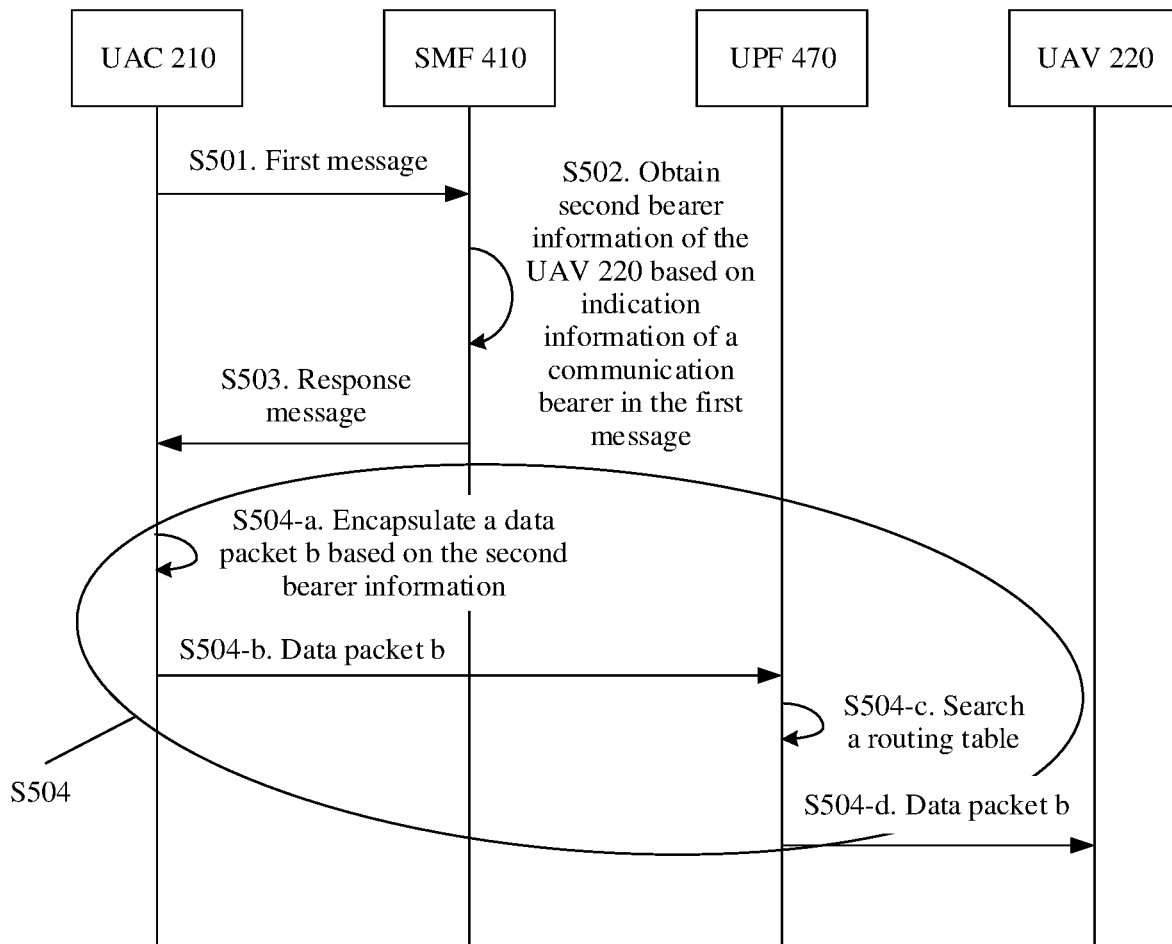 UAC 210
SMF 410
UPF 470
UAV 220
S501. First message
S502. Obtain
second bearer
information of the
UAV 220 based on
indication
information of a
communication
bearer in the first
message
S503. Response
message
S504-a. Encapsulate a data
packet b based on the second
bearer information
S504-b. Data packet b
S504-c. Search
a routing table
S504
S504-d. Data packet b